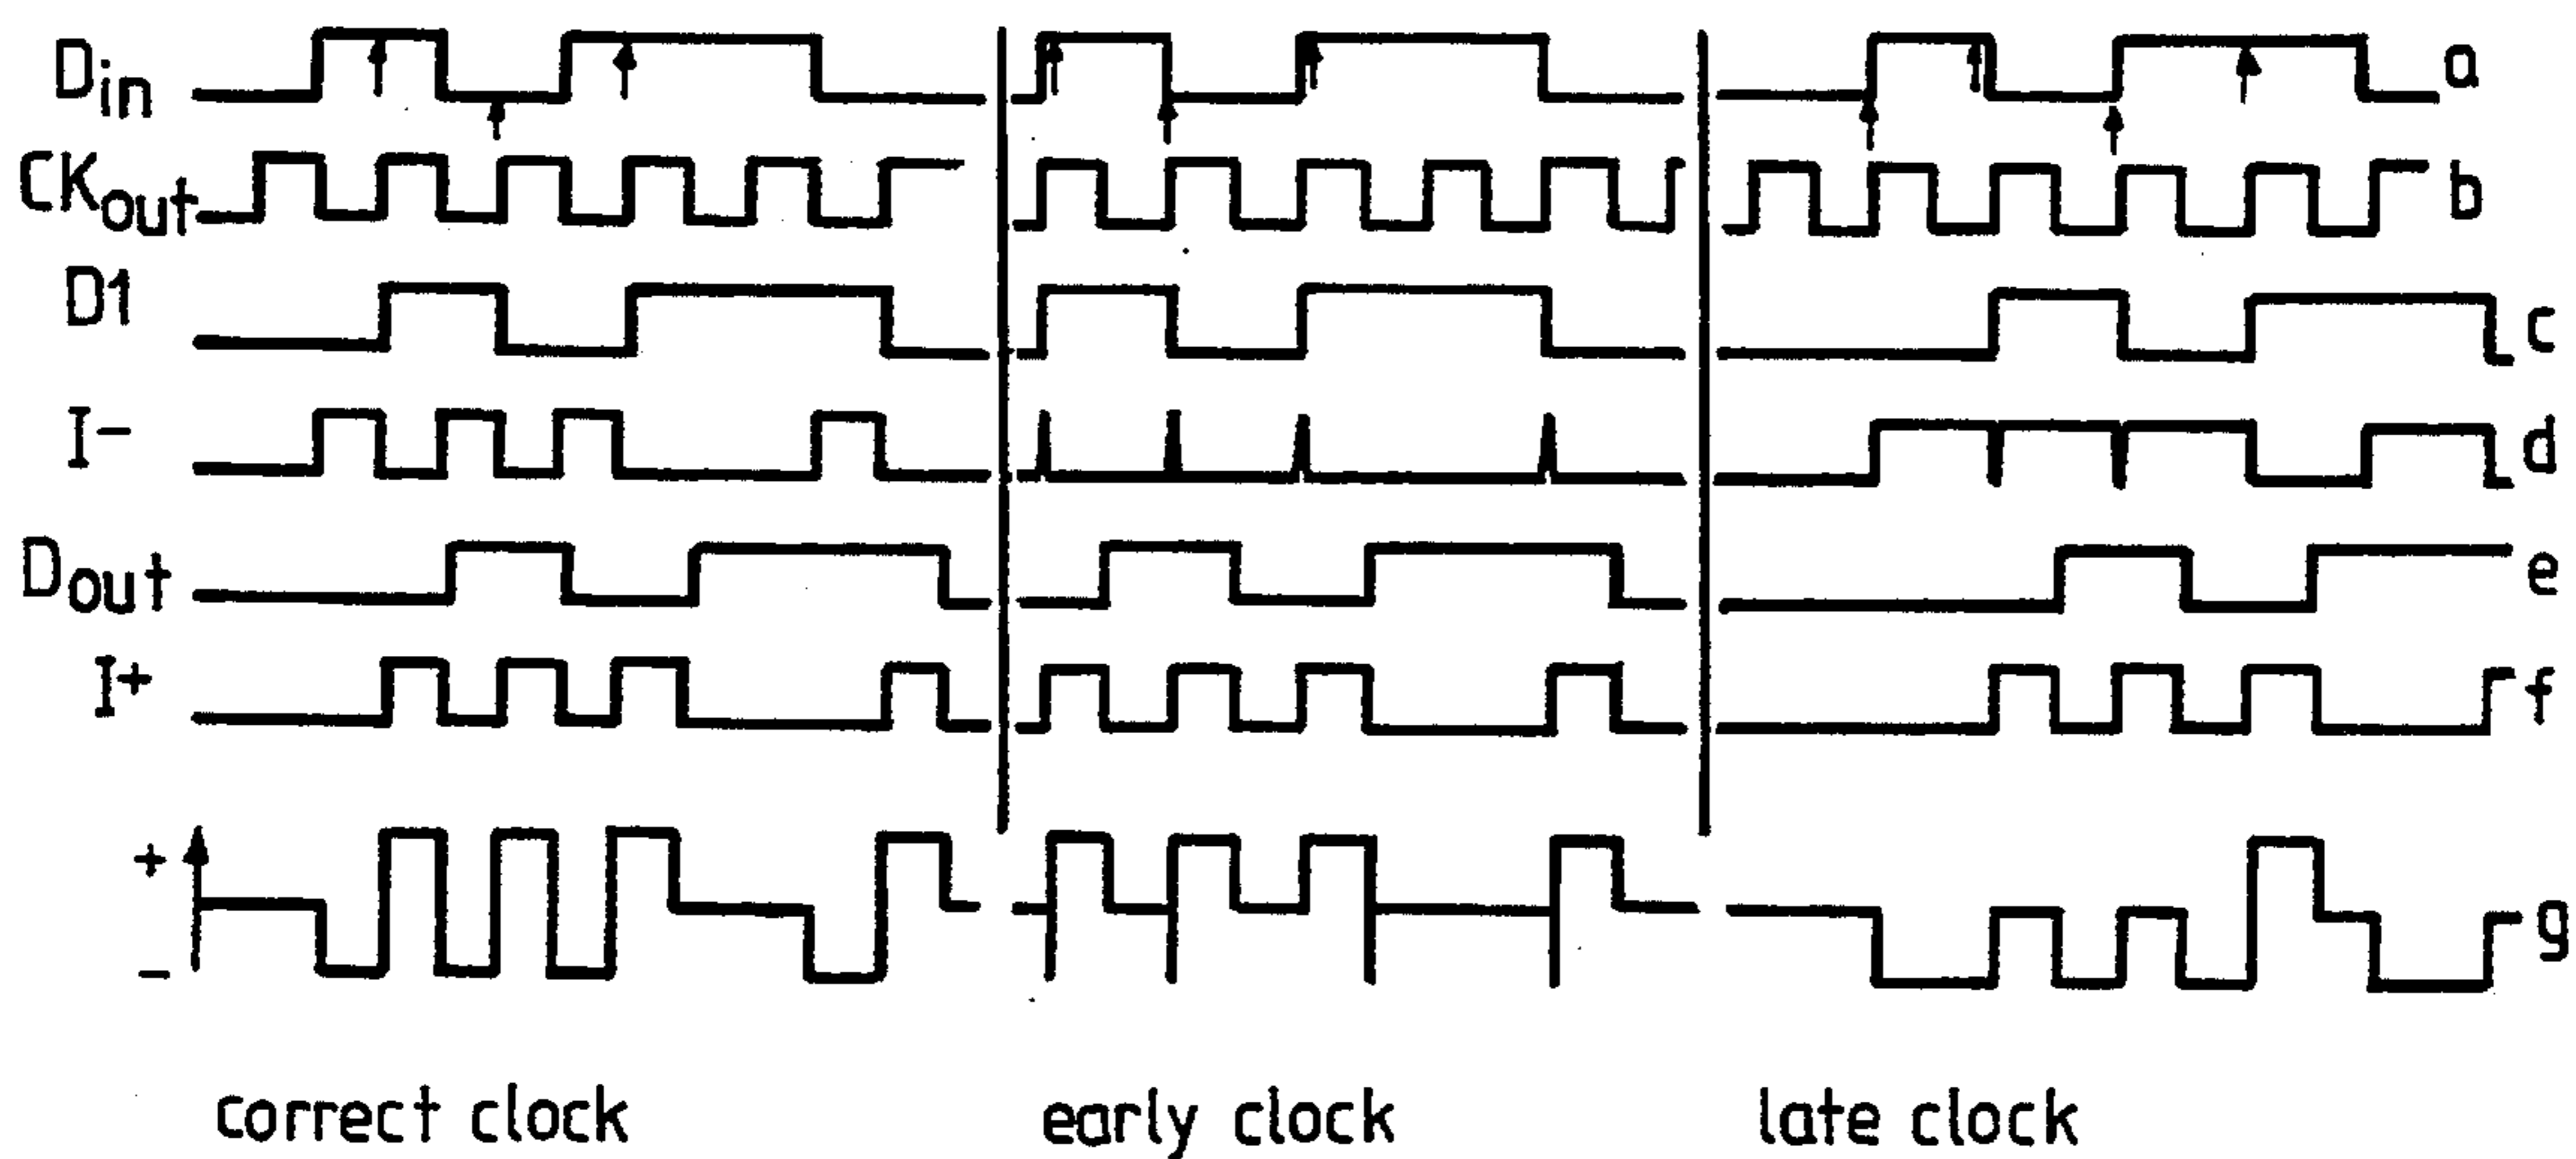 Din a
CKout b
D1 c
I− d
Dout e
I+ f
+
− g
correct clock early clock late clock